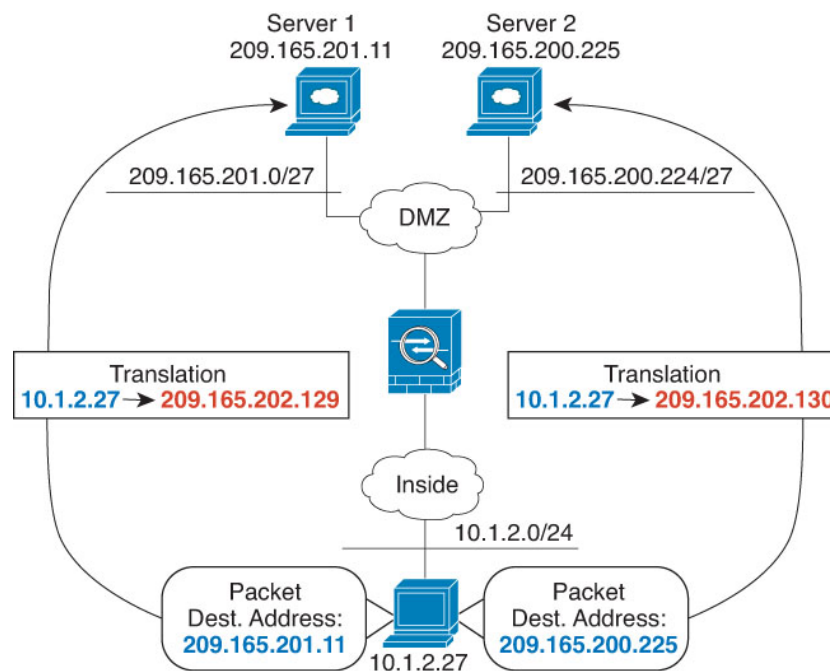 Server 1
209.165.201.11
Server 2
209.165.200.225
209.165.201.0/27
209.165.200.224/27
DMZ
Translation
10.1.2.27 → 209.165.202.129
Translation
10.1.2.27 → 209.165.202.130
Inside
10.1.2.0/24
Packet
Dest. Address:
209.165.201.11
Packet
Dest. Address:
209.165.200.225
10.1.2.27